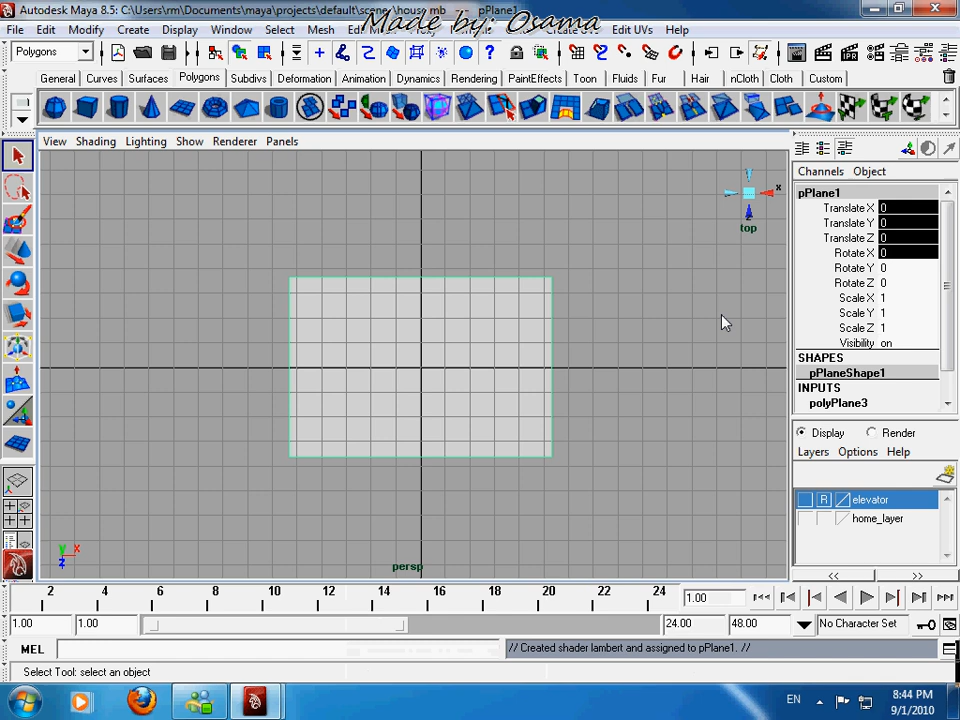 Autodesk Maya 8.5: C:\Users\rm\Documents\maya\projects\default\scene
house.mb
pPlane
Made by: Osama
File Edit Modify Create Display Window Select Mesh
Edit UVs Help
Polygons
General Curves Surfaces Polygons Subdivs Deformation Animation Dynamics Rendering PaintEffects Toon Fluids Fur Hair nCloth Cloth Custom
View Shading Lighting Show Renderer Panels
Channels Object
pPlane1
Translate X 0
Translate Y 0
Translate Z 0
Rotate X 0
Rotate Y 0
Rotate Z 0
Scale X 1
Scale Y 1
Scale Z 1
Visibility on
SHAPES
pPlaneShape1
INPUTS
polyPlane3
y
x
top
Display Render
Layers Options Help
R elevator
home_layer
y x
z
persp
<< >>
2 4 6 8 10 12 14 16 18 20 22 24
1.00
1.00 1.00 24.00 48.00 No Character Set
MEL // Created shader lambert and assigned to pPlane1. //
Select Tool: select an object
EN
8:44 PM
9/1/2010